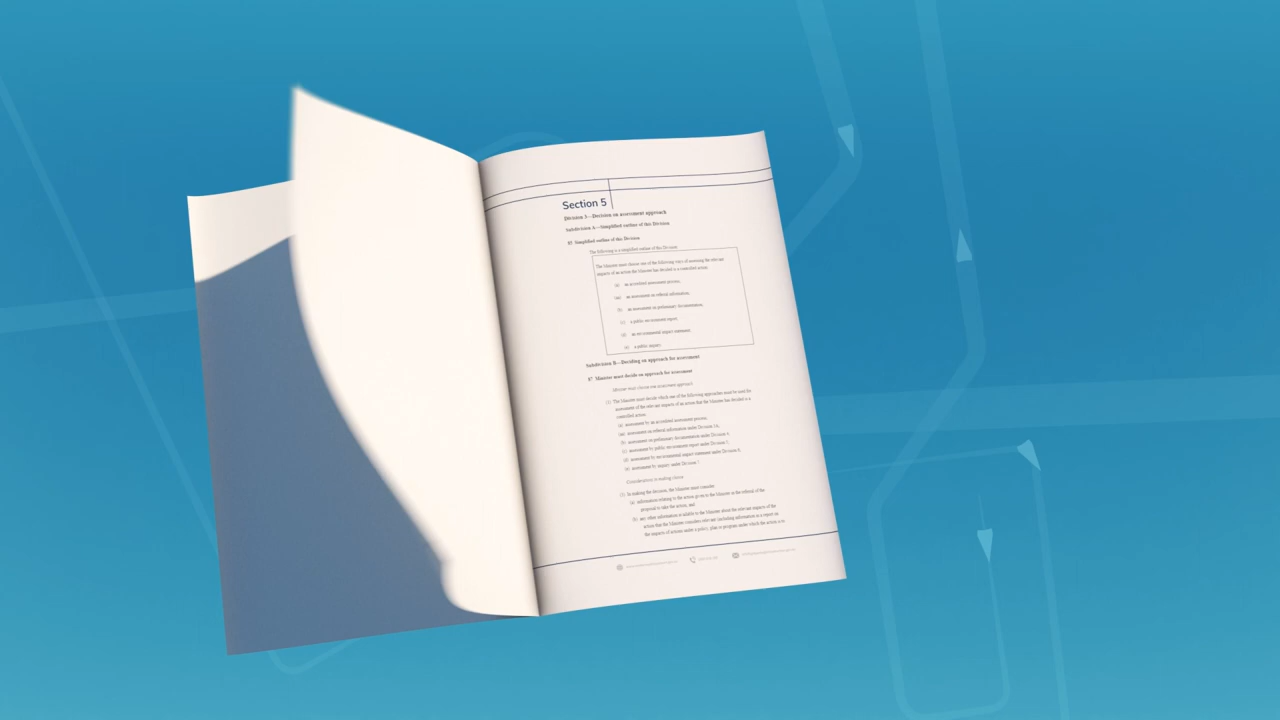 Section 5
Division 3—Decision on assessment approach
Subdivision A—Simplified outline of this Division
87 Simplified outline of this Division
The following is a simplified outline of this Division:
The Minister must choose one of the following ways of assessing the relevant
impacts of an action the Minister has decided is a controlled action:
(a) an accredited assessment process;
(aa) an assessment on referral information;
(b) an assessment on preliminary documentation;
(c) a public environment report;
(d) an environmental impact statement;
(e) a public inquiry.
Subdivision B—Deciding on approach for assessment
87 Minister must decide on approach for assessment
Minister must choose one assessment approach
(1) The Minister must decide which one of the following approaches must be used for
assessment of the relevant impacts of an action that the Minister has decided is a
controlled action:
(a) assessment by an accredited assessment process;
(aa) assessment on referral information under Division 3A;
(b) assessment on preliminary documentation under Division 4;
(c) assessment by public environment report under Division 5;
(d) assessment by environmental impact statement under Division 6;
(e) assessment by inquiry under Division 7.
Considerations in making choice
(3) In making the decision, the Minister must consider:
(a) information relating to the action given to the Minister in the referral of the
proposal to take the action; and
(b) any other information available to the Minister about the relevant impacts of the
action that the Minister considers relevant (including information in a report on
the impacts of actions under a policy, plan or program under which the action is to